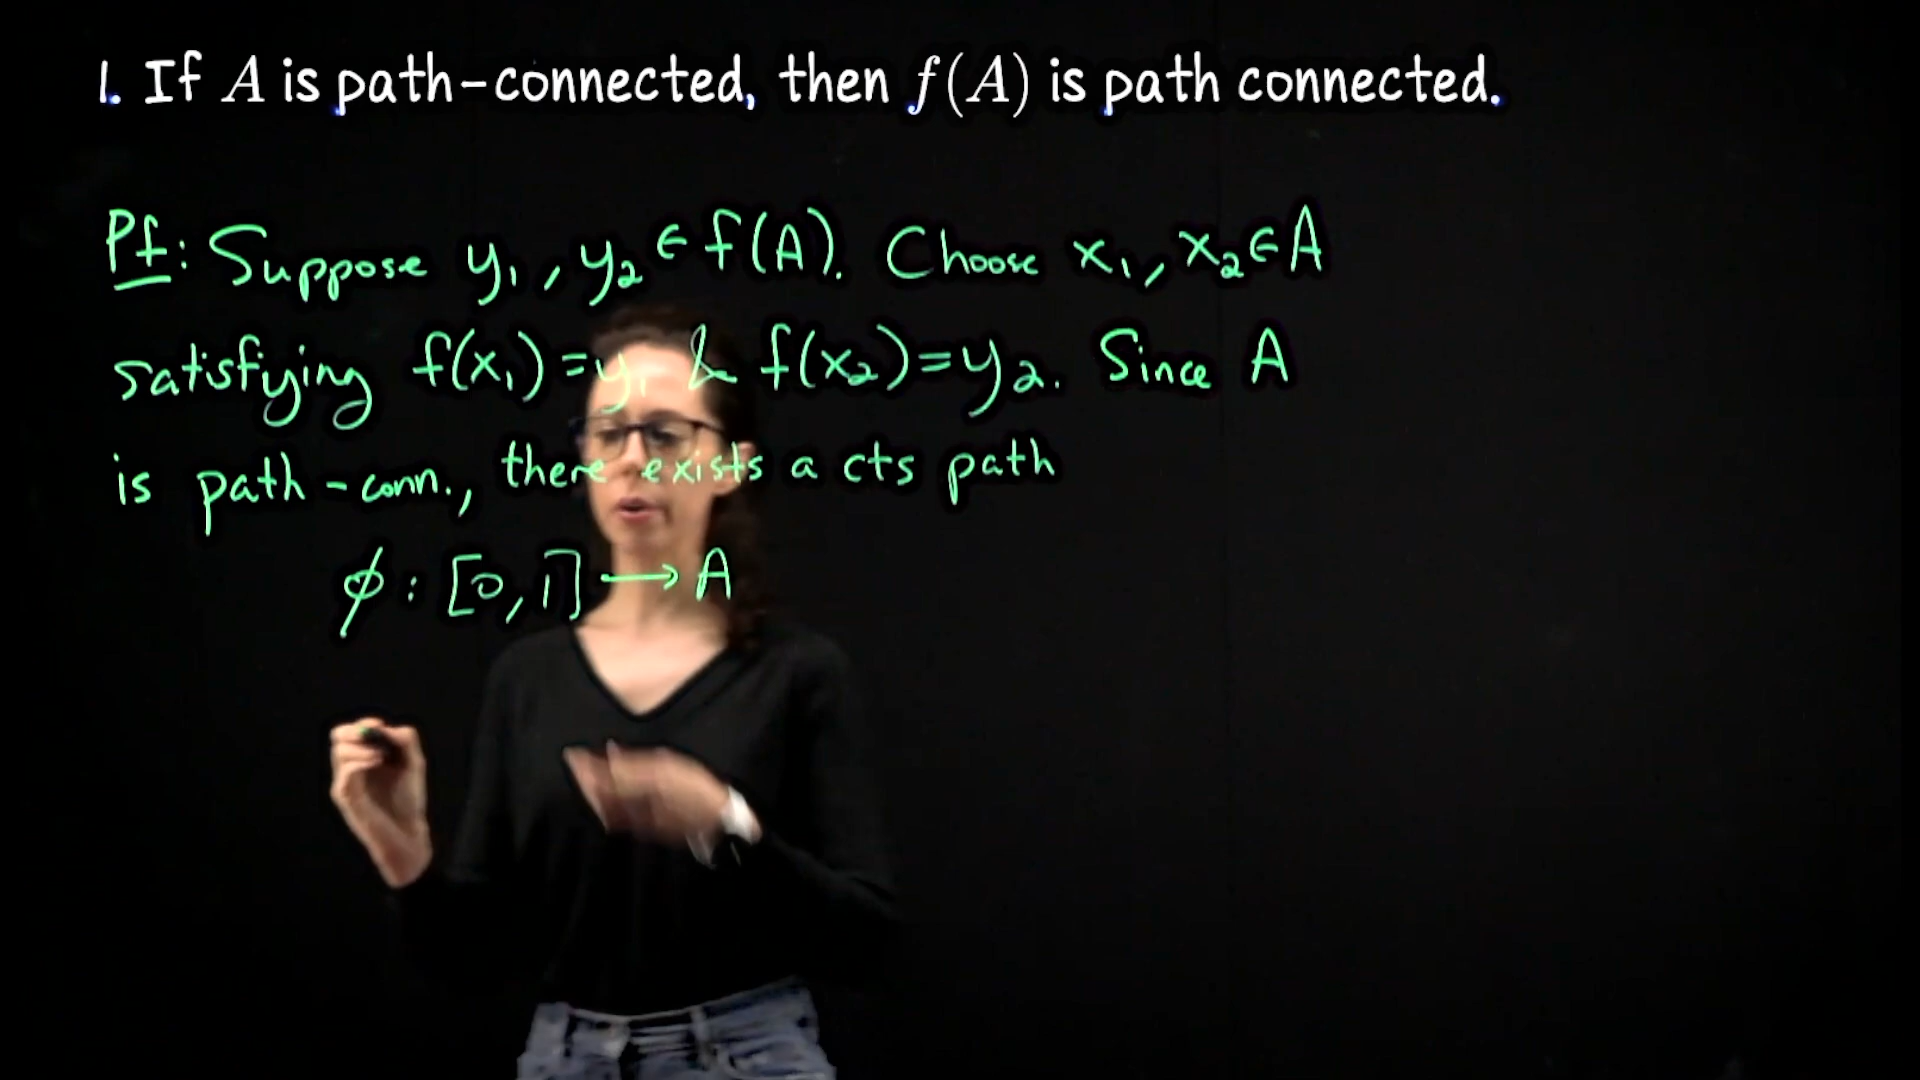 1. If A is path-connected, then f(A) is path connected.
Pf: Suppose y₁, y₂ ∈ f(A). Choose x₁, x₂ ∈ A
satisfying f(x₁)=y₁ & f(x₂)=y₂. Since A
is path-conn., there exists a cts path
ϕ: [0,1] → A